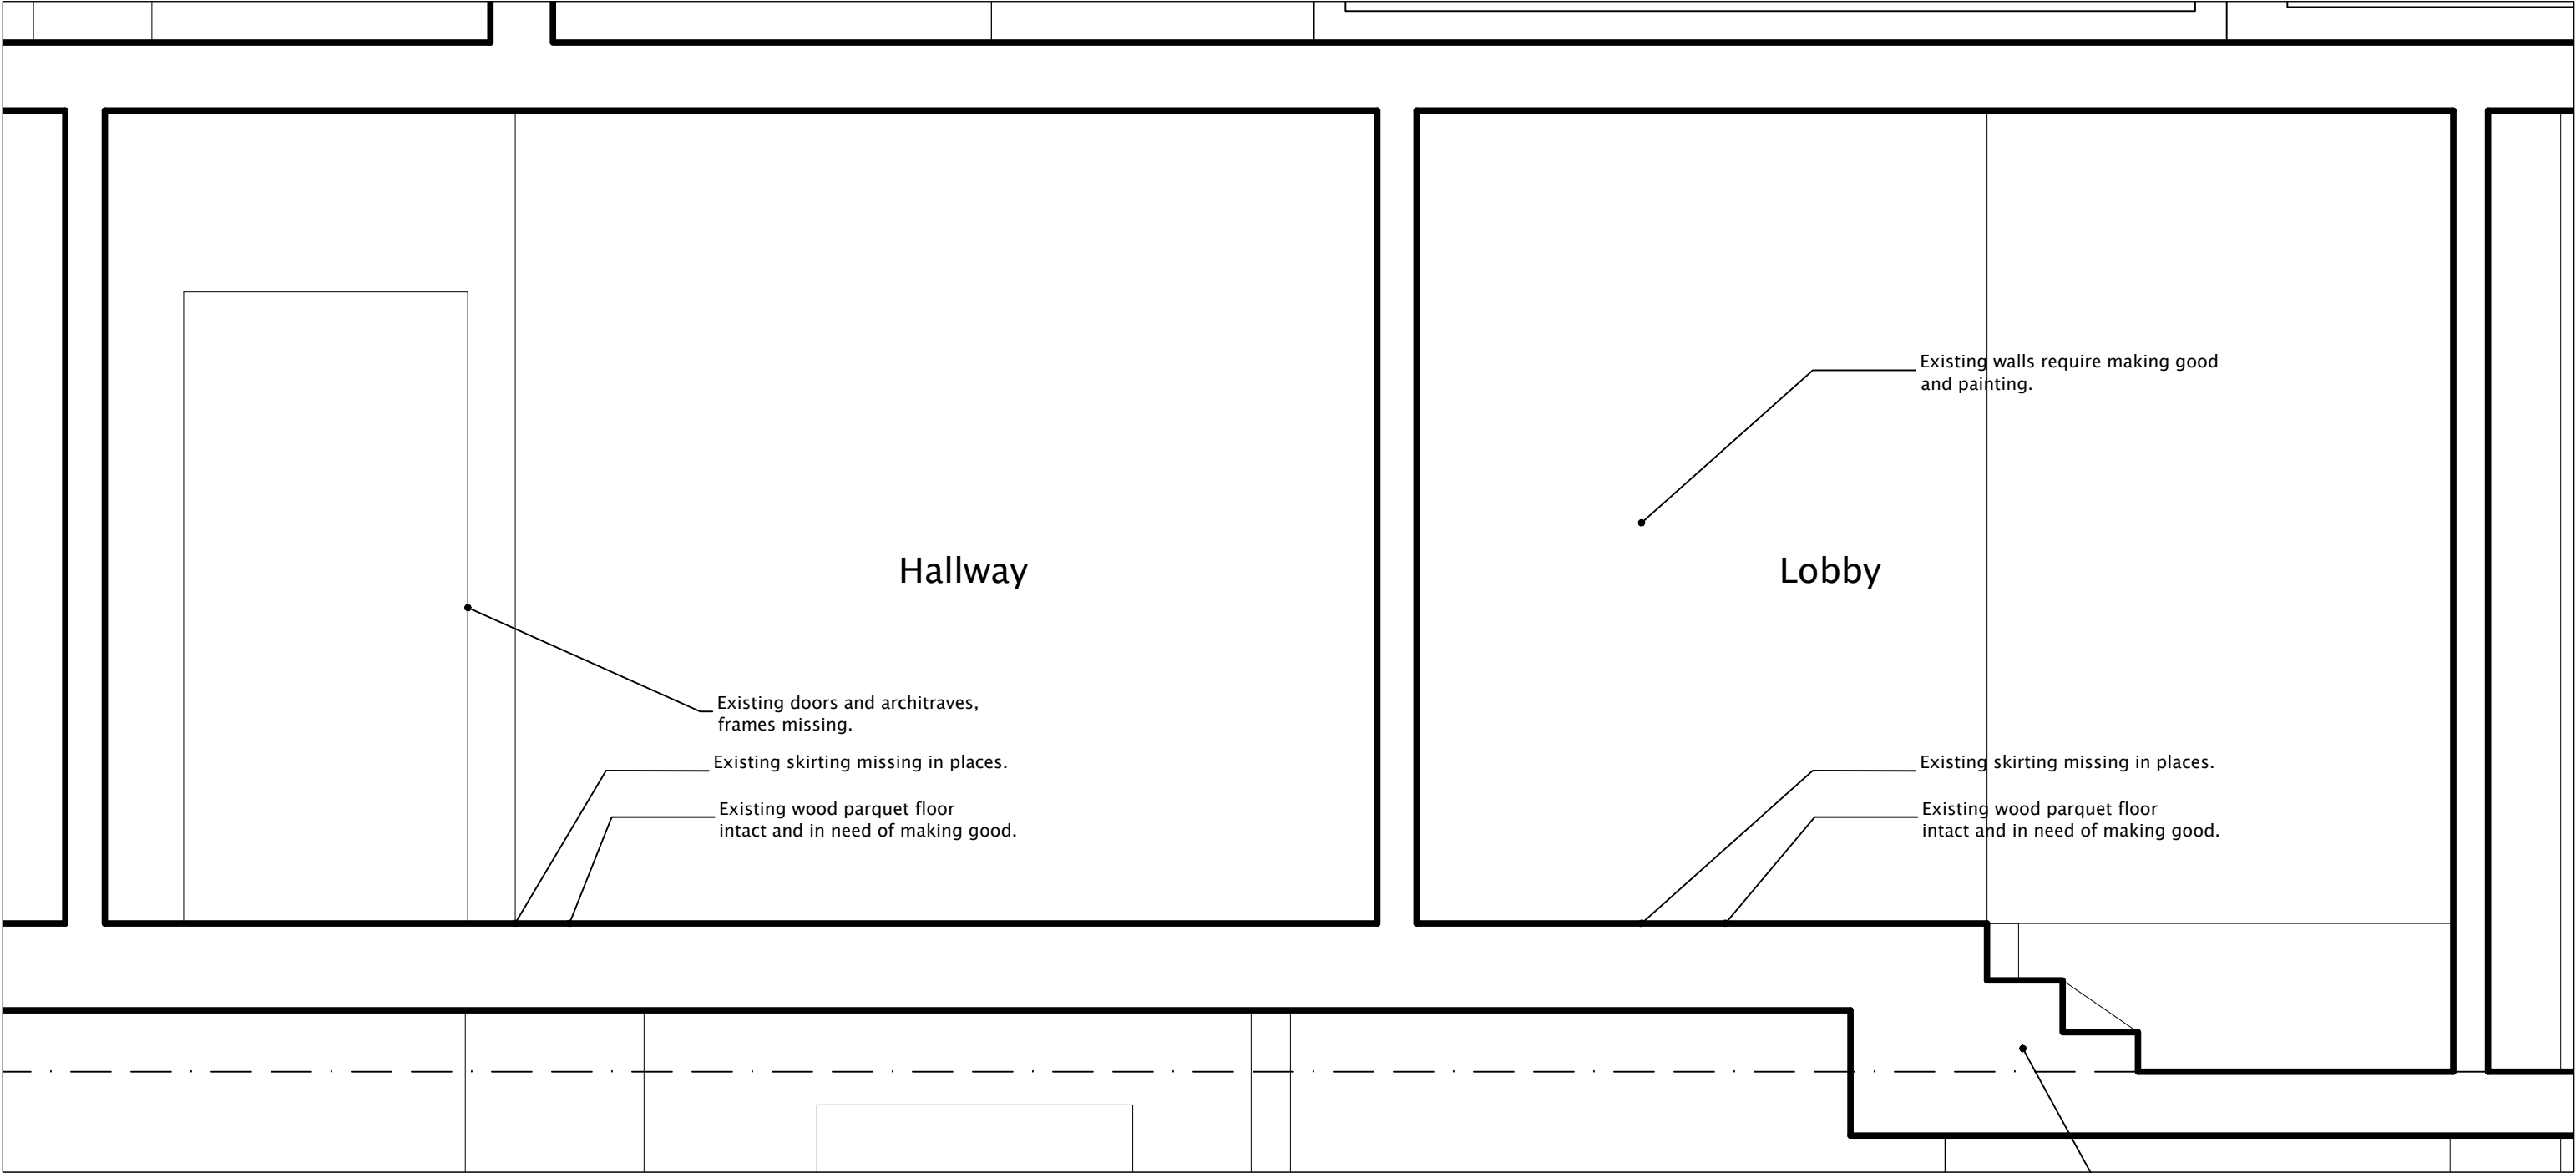 Existing walls require making good
and painting.
Hallway
Lobby
Existing doors and architraves,
frames missing.
Existing skirting missing in places.
Existing wood parquet floor
intact and in need of making good.
Existing skirting missing in places.
Existing wood parquet floor
intact and in need of making good.